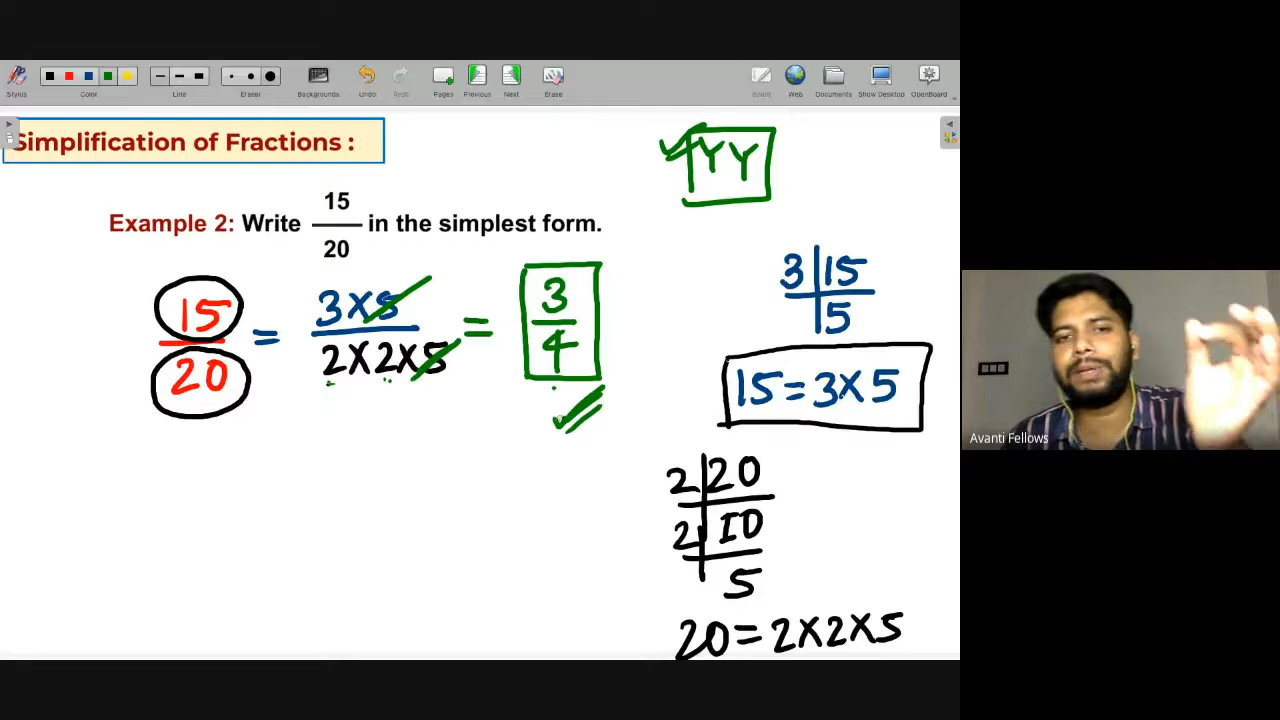 Stylus Color Line Eraser Backgrounds Undo Redo Pages Previous Next Erase Web Documents Show Desktop OpenBoard
Simplification of Fractions :
YY
Example 2: Write 15/20 in the simplest form.
15/20 = 3×5/2×2×5 = 3/4
3|15
5
15=3×5
Avanti Fellows
2|20
2|10
5
20=2×2×5